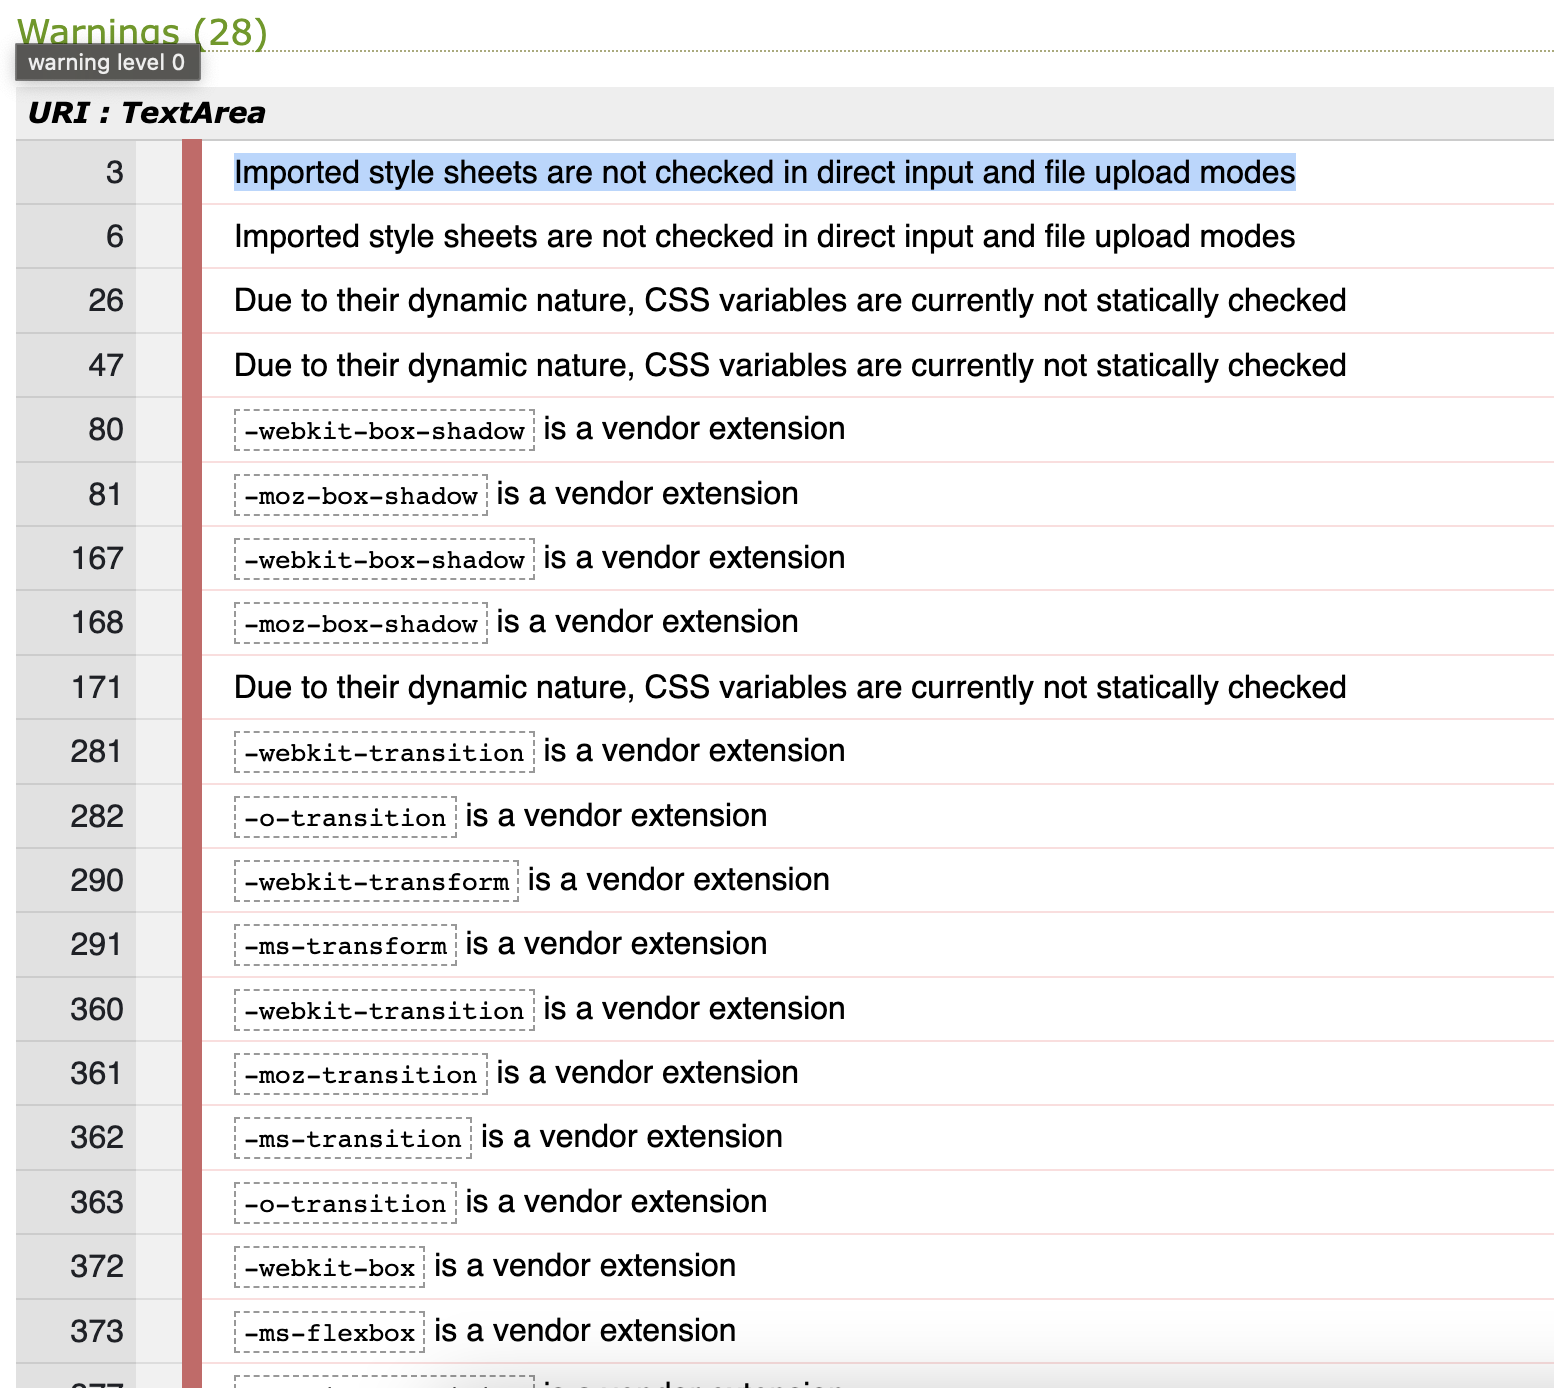 Warnings (28)
warning level 0
URI : TextArea
3 Imported style sheets are not checked in direct input and file upload modes
6 Imported style sheets are not checked in direct input and file upload modes
26 Due to their dynamic nature, CSS variables are currently not statically checked
47 Due to their dynamic nature, CSS variables are currently not statically checked
80 -webkit-box-shadow is a vendor extension
81 -moz-box-shadow is a vendor extension
167 -webkit-box-shadow is a vendor extension
168 -moz-box-shadow is a vendor extension
171 Due to their dynamic nature, CSS variables are currently not statically checked
281 -webkit-transition is a vendor extension
282 -o-transition is a vendor extension
290 -webkit-transform is a vendor extension
291 -ms-transform is a vendor extension
360 -webkit-transition is a vendor extension
361 -moz-transition is a vendor extension
362 -ms-transition is a vendor extension
363 -o-transition is a vendor extension
372 -webkit-box is a vendor extension
373 -ms-flexbox is a vendor extension
is a vendor extension